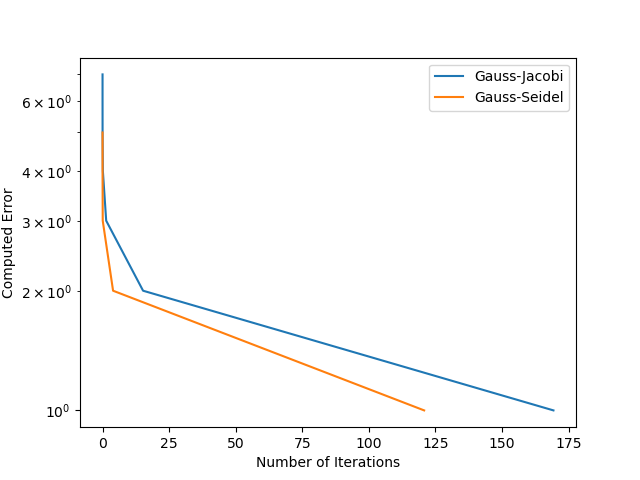 Gauss-Jacobi
Gauss-Seidel
Computed Error
6 × 10⁰
4 × 10⁰
3 × 10⁰
2 × 10⁰
10⁰
0 25 50 75 100 125 150 175
Number of Iterations